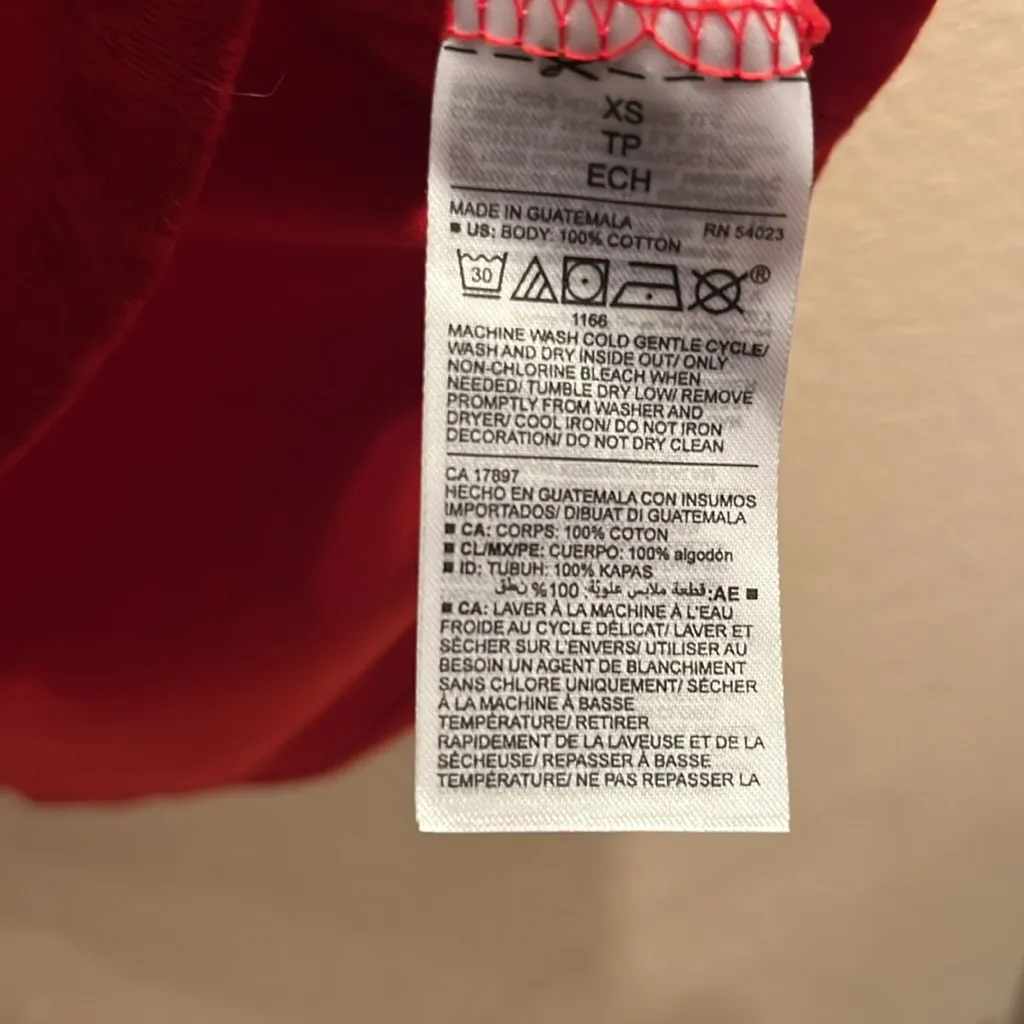 XS
TP
ECH
MADE IN GUATEMALA RN 54023
■ US: BODY: 100% COTTON
30 ®
1166
MACHINE WASH COLD GENTLE CYCLE/
WASH AND DRY INSIDE OUT/ ONLY
NON-CHLORINE BLEACH WHEN
NEEDED/ TUMBLE DRY LOW/ REMOVE
PROMPTLY FROM WASHER AND
DRYER/ COOL IRON/ DO NOT IRON
DECORATION/ DO NOT DRY CLEAN
CA 17897
HECHO EN GUATEMALA CON INSUMOS
IMPORTADOS/ DIBUAT DI GUATEMALA
■ CA: CORPS: 100% COTON
■ CL/MX/PE: CUERPO: 100% algodón
■ ID: TUBUH: 100% KAPAS
■ AE: قطعة ملابس علويّة: 100% نطق
■ CA: LAVER À LA MACHINE À L'EAU
FROIDE AU CYCLE DÉLICAT/ LAVER ET
SÉCHER SUR L'ENVERS/ UTILISER AU
BESOIN UN AGENT DE BLANCHIMENT
SANS CHLORE UNIQUEMENT/ SÉCHER
À LA MACHINE À BASSE
TEMPÉRATURE/ RETIRER
RAPIDEMENT DE LA LAVEUSE ET DE LA
SÉCHEUSE/ REPASSER À BASSE
TEMPÉRATURE/ NE PAS REPASSER LA